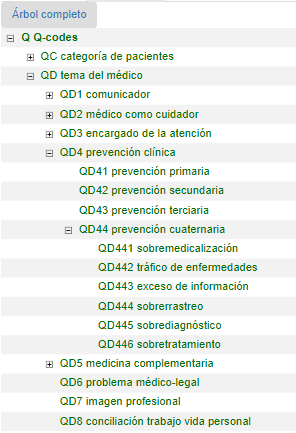 Árbol completo
Q Q-codes
QC categoría de pacientes
QD tema del médico
QD1 comunicador
QD2 médico como cuidador
QD3 encargado de la atención
QD4 prevención clínica
QD41 prevención primaria
QD42 prevención secundaria
QD43 prevención terciaria
QD44 prevención cuaternaria
QD441 sobremedicalización
QD442 tráfico de enfermedades
QD443 exceso de información
QD444 sobrerrastreo
QD445 sobrediagnóstico
QD446 sobretratamiento
QD5 medicina complementaria
QD6 problema médico-legal
QD7 imagen profesional
QD8 conciliación trabajo vida personal